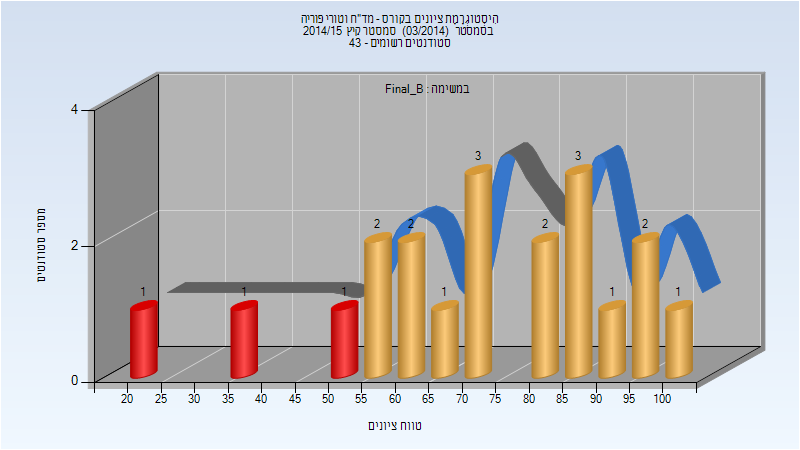 היסטוגרמת ציונים בקורס - מד"ח וטורי פוריה
בסמסטר (03/2014) סמסטר קיץ 2014/15
סטודנטים רשומים - 43
במשימה : Final_B
מספר סטודנטים
4
2
0
1
1
1
2
2
1
3
2
3
1
2
1
20 25 30 35 40 45 50 55 60 65 70 75 80 85 90 95 100
טווח ציונים